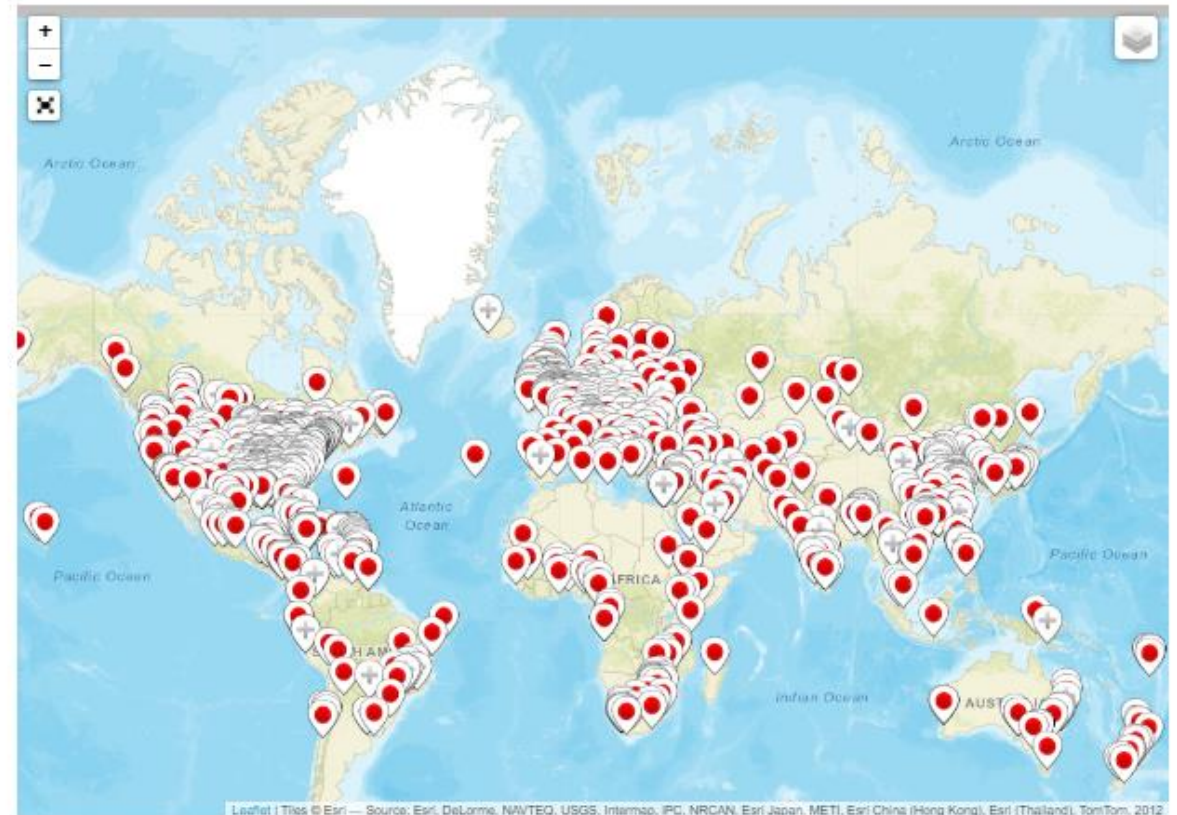 +
−
Arctic Ocean
Arctic Ocean
Atlantic
Ocean
Pacific Ocean
Pacific Ocean
AFRICA
H AM
Indian Ocean
AUST
Leaflet | Tiles © Esri — Source: Esri, DeLorme, NAVTEQ, USGS, Intermap, iPC, NRCAN, Esri Japan, METI, Esri China (Hong Kong), Esri (Thailand), TomTom, 2012